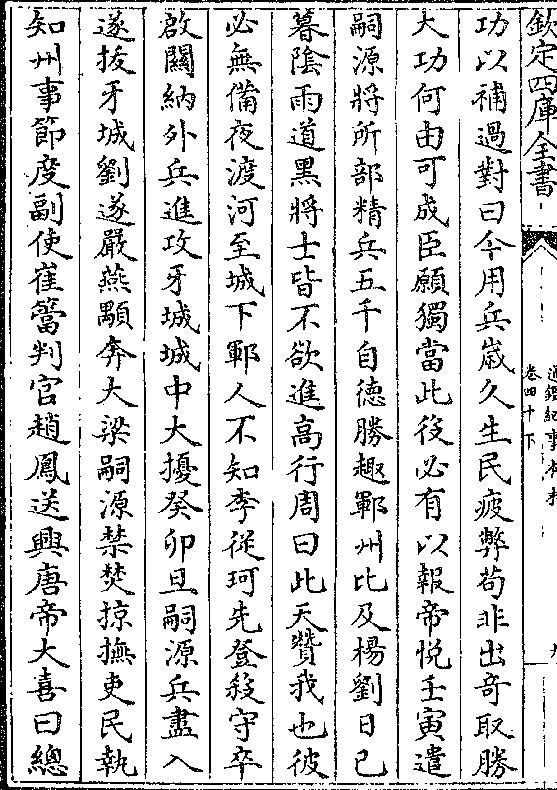 欽定四庫全書
通鑑紀事本末
卷四十下
九
功以補過對曰今用兵嵗久生民疲弊苟非出奇取勝
大功何由可成臣願獨當此役必有以報帝悦壬寅遣
嗣源將所部精兵五千自德勝趣鄆州比及楊劉日已
暮陰雨道黒將士皆不欲進高行周曰此天贊我也彼
必無備夜渡河至城下鄆人不知李從珂先登殺守卒
啟關納外兵進攻牙城城中大擾癸卯旦嗣源兵盡入
遂拔牙城劉遂嚴燕顒奔大梁嗣源禁焚掠撫吏民執
知州事節度副使崔簹判官趙鳳送興唐帝大喜曰總